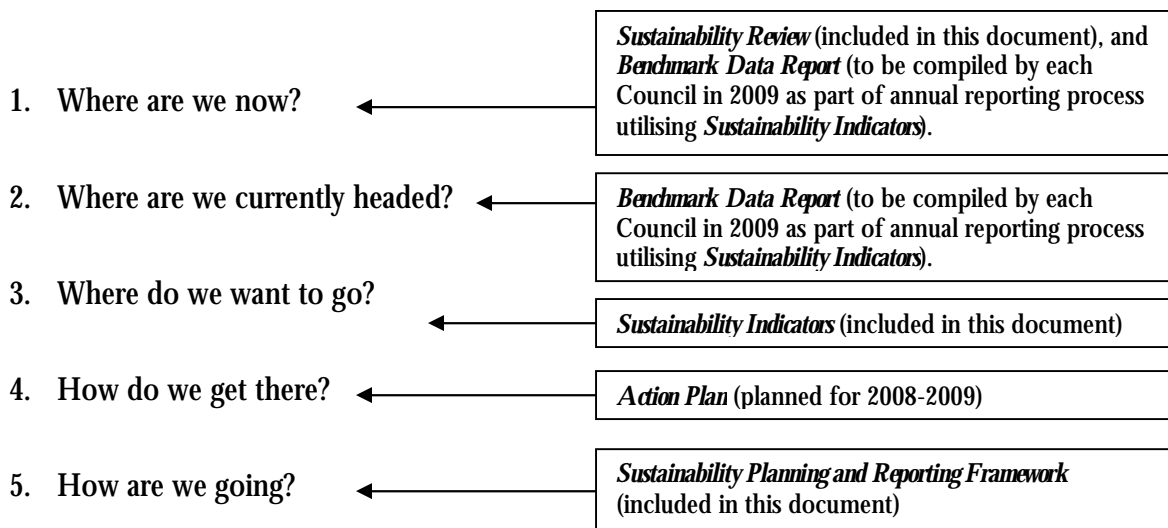 Sustainability Review (included in this document), and
Benchmark Data Report (to be compiled by each
1. Where are we now?
Council in 2009 as part of annual reporting process
utilising Sustainability Indicators).
2. Where are we currently headed?
Benchmark Data Report (to be compiled by each
Council in 2009 as part of annual reporting process
utilising Sustainability Indicators).
3. Where do we want to go?
Sustainability Indicators (included in this document)
4. How do we get there?
Action Plan (planned for 2008-2009)
5. How are we going?
Sustainability Planning and Reporting Framework
(included in this document)